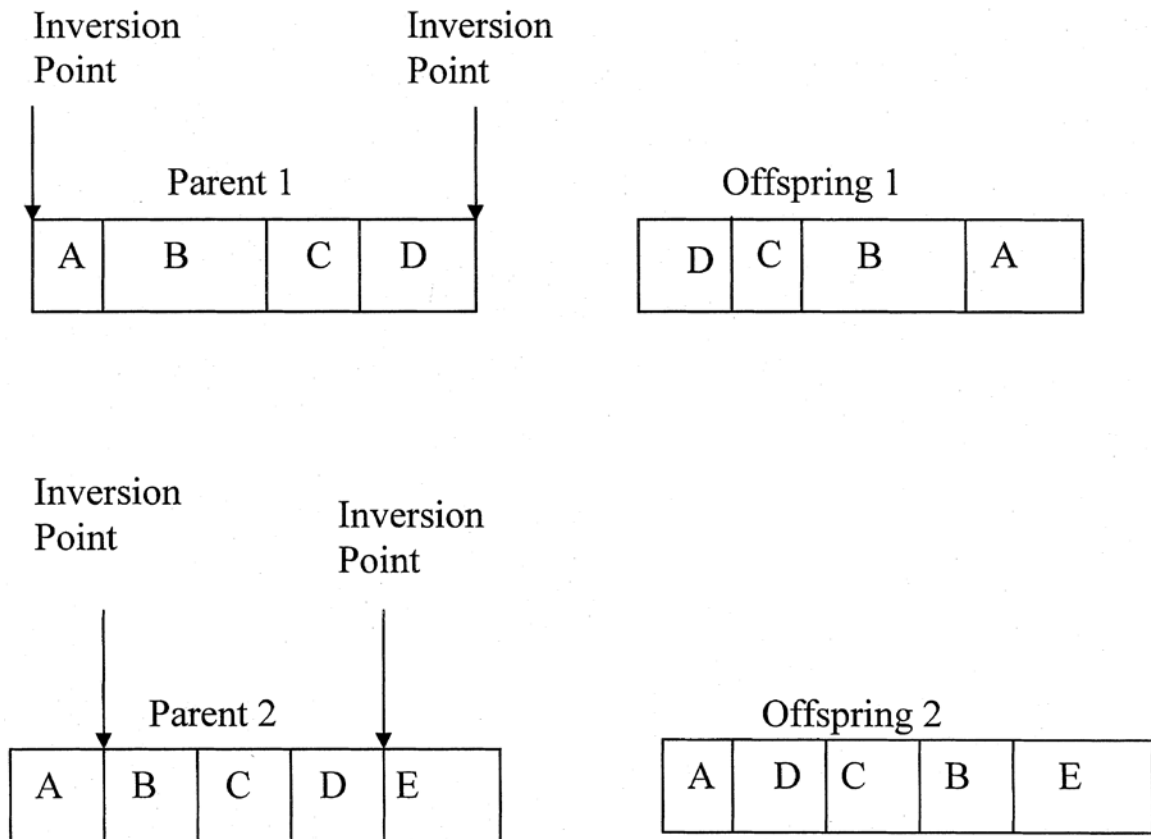 Inversion
Point
Inversion
Point
Parent 1
Offspring 1
A B C D
D C B A
Inversion
Point
Inversion
Point
Parent 2
Offspring 2
A B C D E
A D C B E